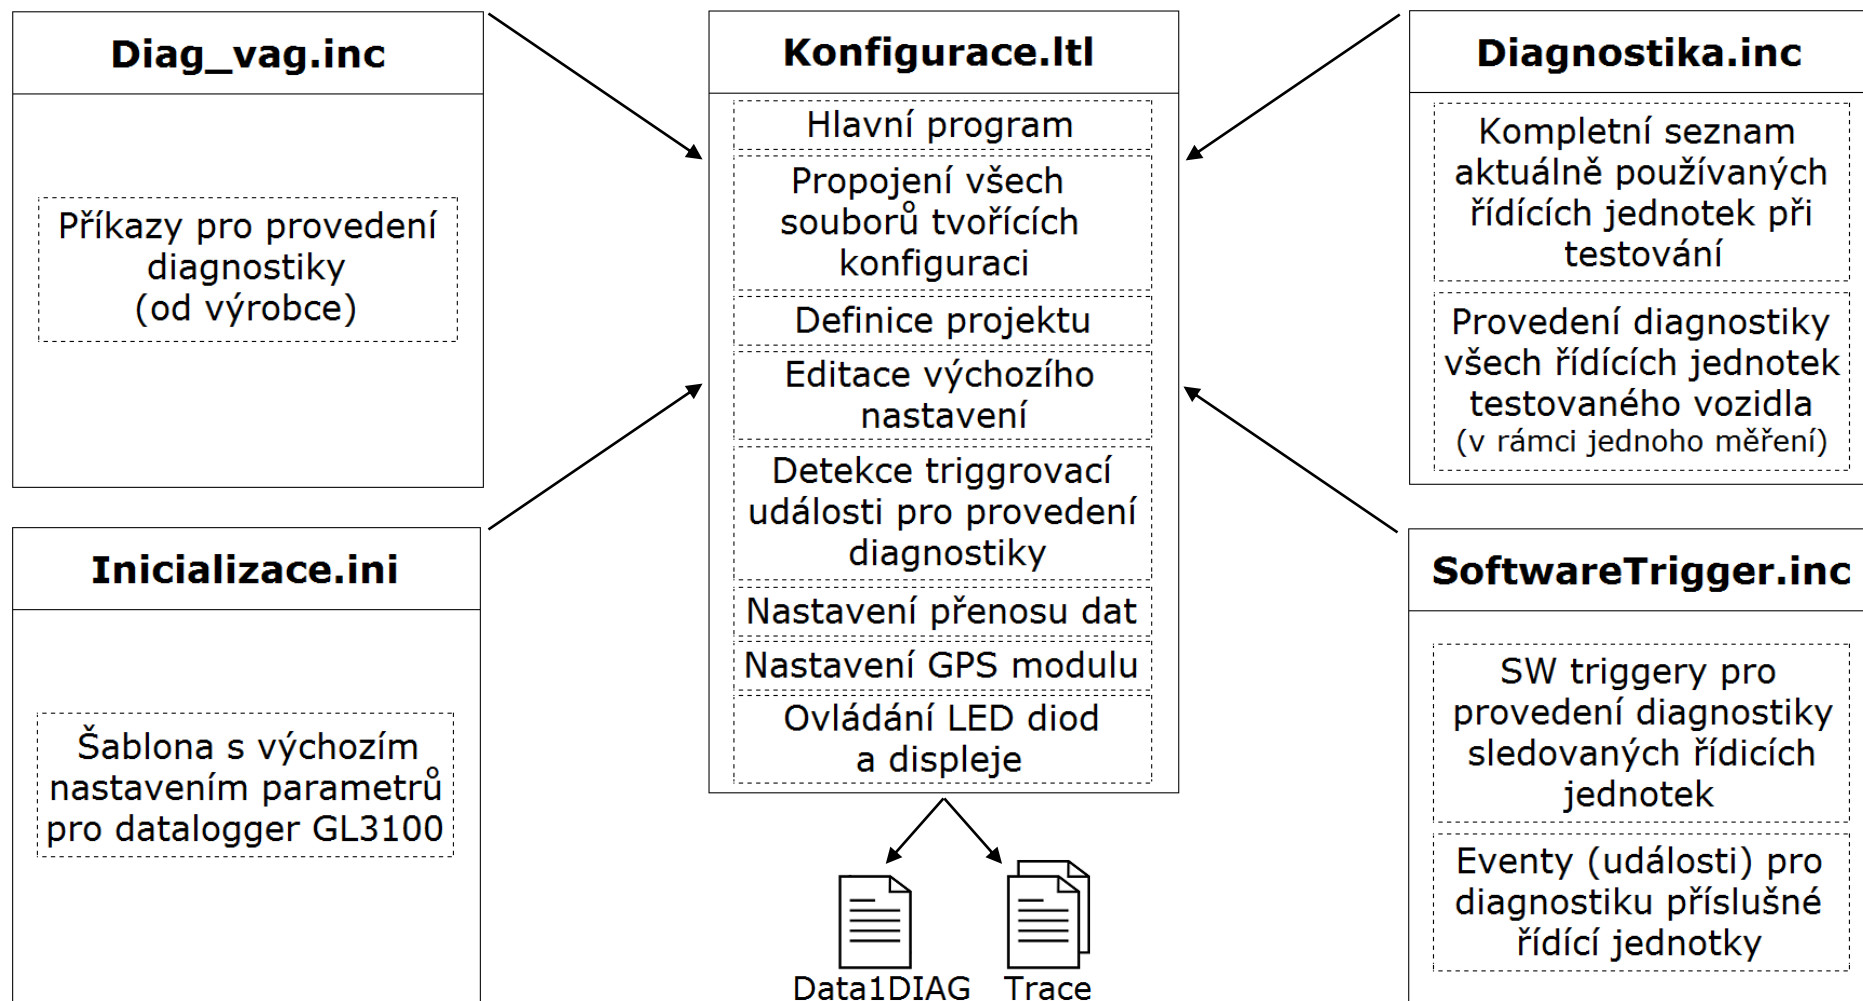 Diag_vag.inc
Příkazy pro provedení
diagnostiky
(od výrobce)
Inicializace.ini
Šablona s výchozím
nastavením parametrů
pro datalogger GL3100
Konfigurace.ltl
Hlavní program
Propojení všech
souborů tvořících
konfiguraci
Definice projektu
Editace výchozího
nastavení
Detekce triggrovací
události pro provedení
diagnostiky
Nastavení přenosu dat
Nastavení GPS modulu
Ovládání LED diod
a displeje
Data1DIAG
Trace
Diagnostika.inc
Kompletní seznam
aktuálně používaných
řídících jednotek při
testování
Provedení diagnostiky
všech řídících jednotek
testovaného vozidla
(v rámci jednoho měření)
SoftwareTrigger.inc
SW triggery pro
provedení diagnostiky
sledovaných řídicích
jednotek
Eventy (události) pro
diagnostiku příslušné
řídící jednotky